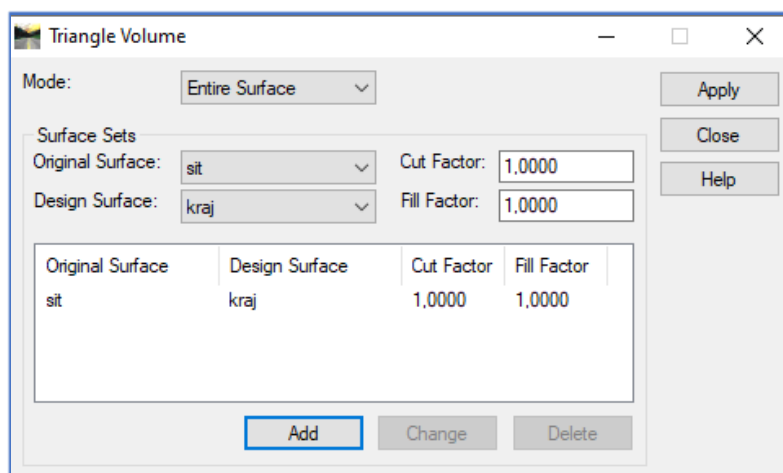 Triangle Volume
Mode: Entire Surface Apply
Surface Sets Close
Original Surface: sit Cut Factor: 1,0000 Help
Design Surface: kraj Fill Factor: 1,0000
Original Surface Design Surface Cut Factor Fill Factor
sit kraj 1,0000 1,0000
Add Change Delete